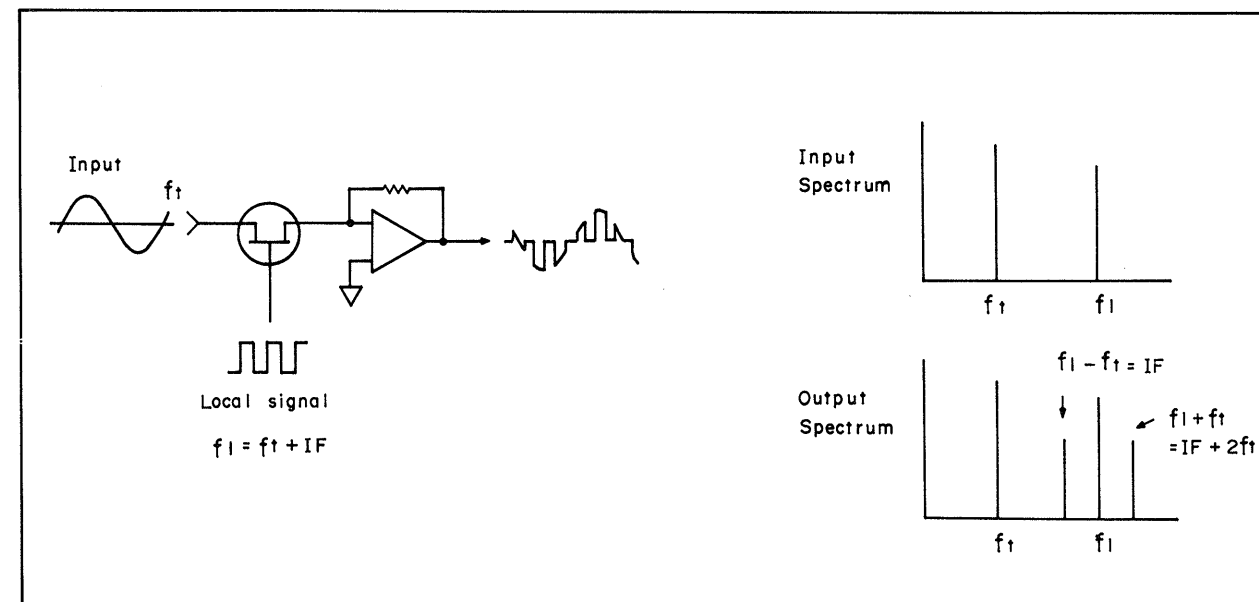 Input
ft
Local signal
fl = ft + IF
Input
Spectrum
ft
fl
fl - ft = IF
Output
Spectrum
fl + ft
= IF + 2ft
ft
fl